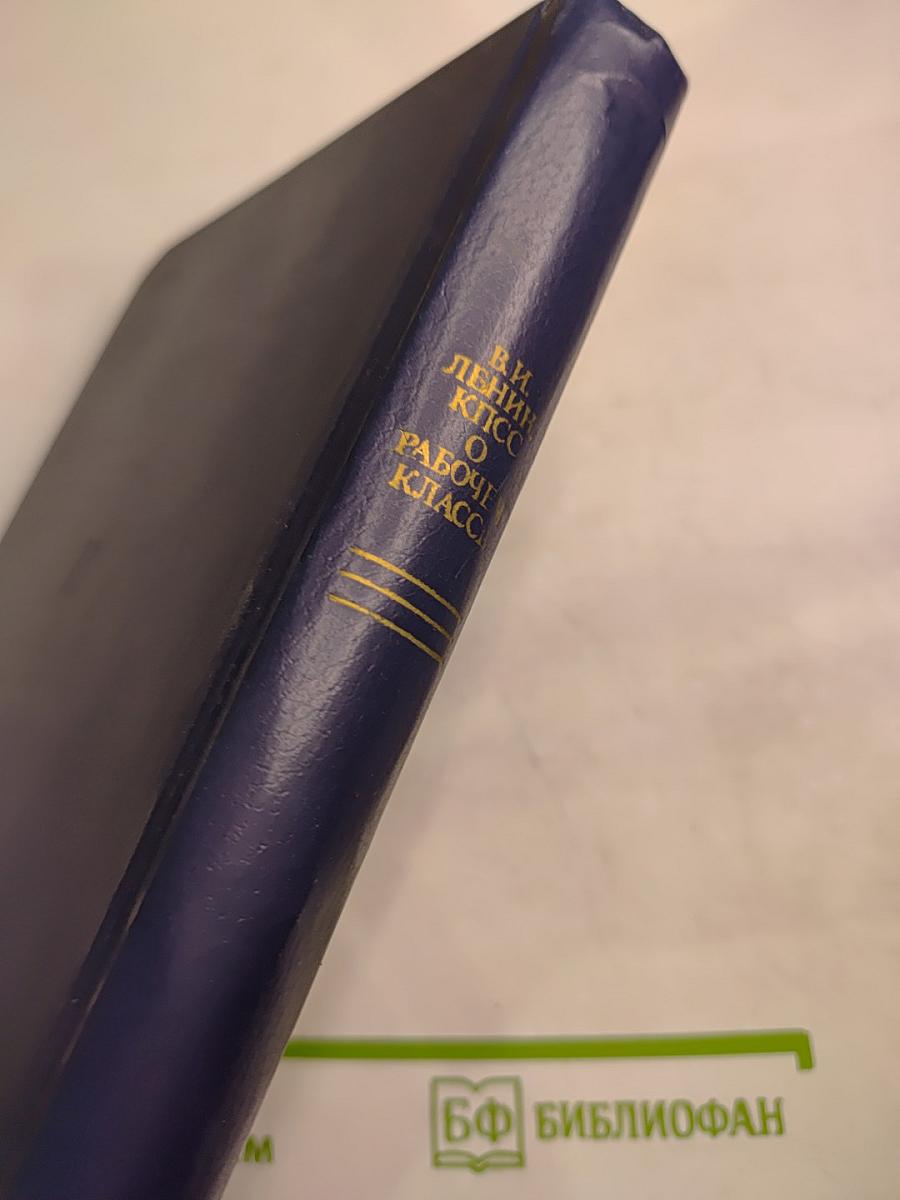 В.И.
ЛЕНИН
КПСС
О
РАБОЧЕ
КЛАСС
БФ БИБЛИОФАН